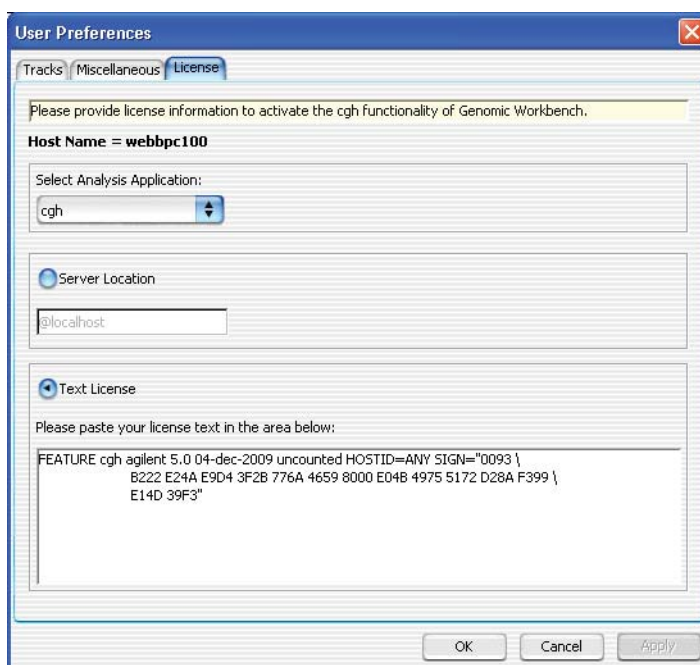 User Preferences
Tracks Miscellaneous License
Please provide license information to activate the cgh functionality of Genomic Workbench.
Host Name = webbpc100
Select Analysis Application:
cgh
Server Location
@localhost
Text License
Please paste your license text in the area below:
FEATURE cgh agilent 5.0 04-dec-2009 uncounted HOSTID=ANY SIGN="0093 \
B222 E24A E9D4 3F2B 776A 4659 8000 E04B 4975 5172 D28A F399 \
E14D 39F3"
OK Cancel Apply